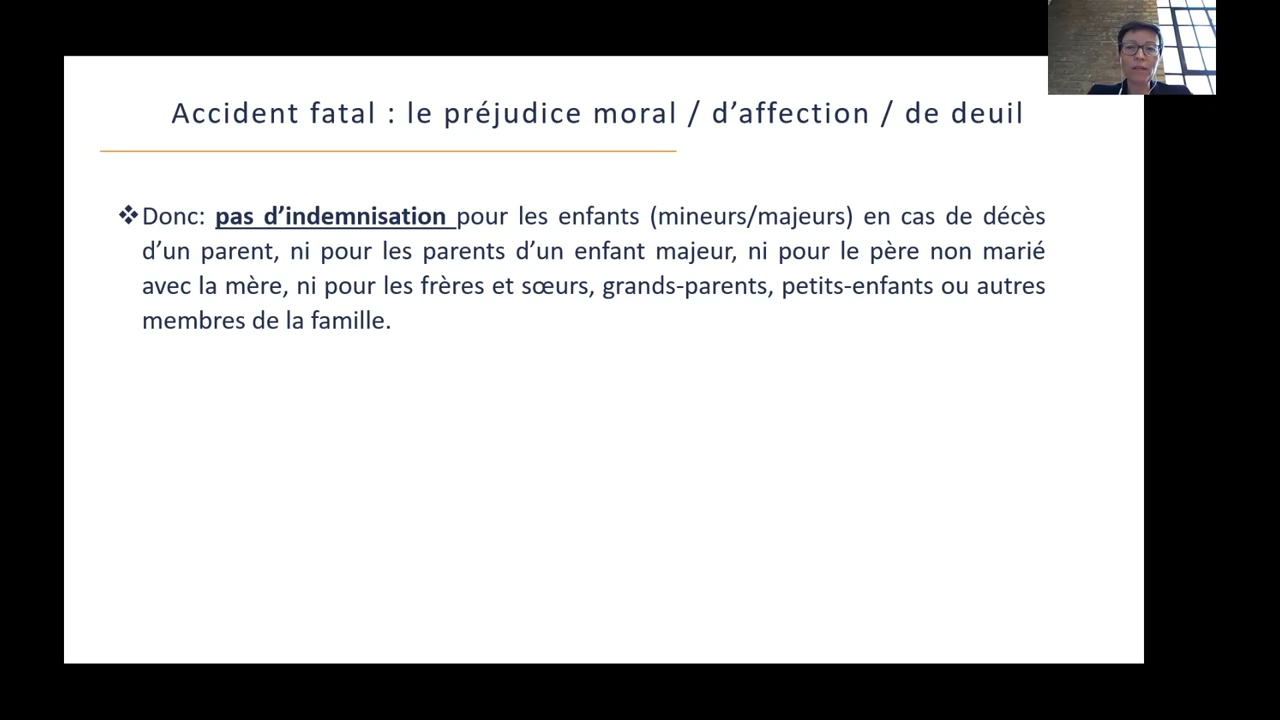 Accident fatal : le préjudice moral / d’affection / de deuil
❖Donc: pas d’indemnisation pour les enfants (mineurs/majeurs) en cas de décès
d’un parent, ni pour les parents d’un enfant majeur, ni pour le père non marié
avec la mère, ni pour les frères et sœurs, grands-parents, petits-enfants ou autres
membres de la famille.